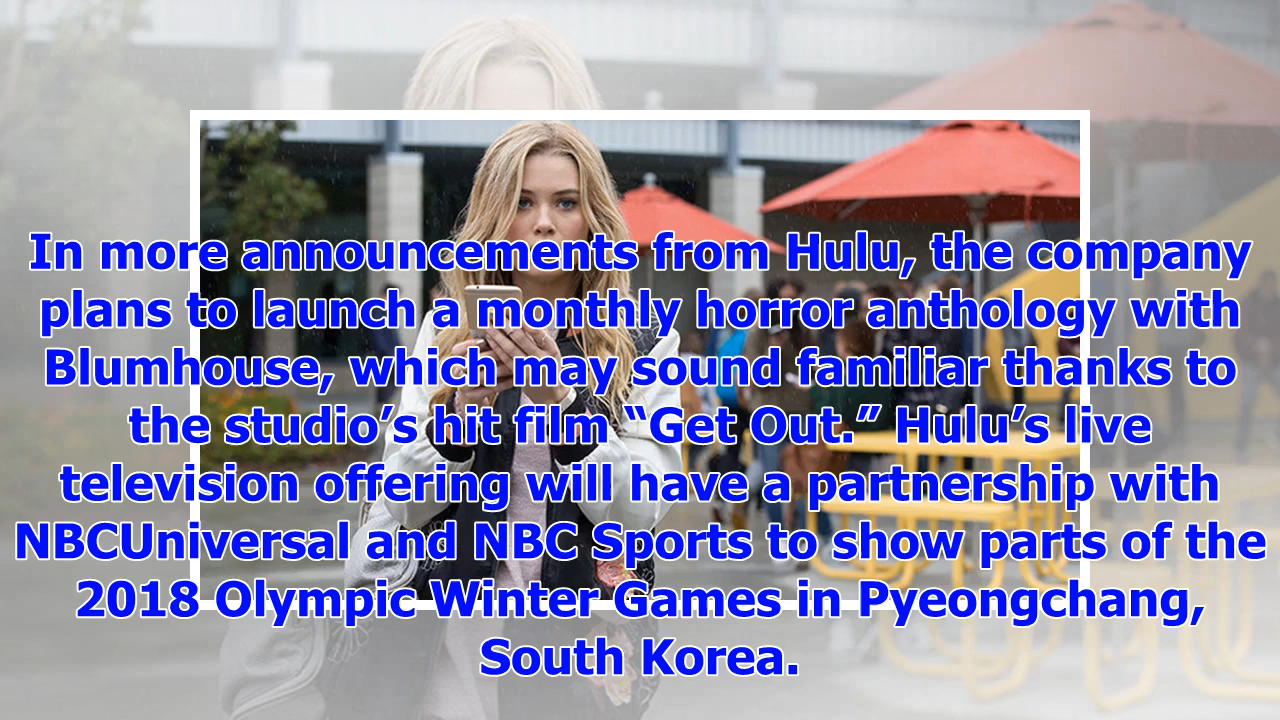 In more announcements from Hulu, the company
plans to launch a monthly horror anthology with
Blumhouse, which may sound familiar thanks to
the studio’s hit film “Get Out.” Hulu’s live
television offering will have a partnership with
NBCUniversal and NBC Sports to show parts of the
2018 Olympic Winter Games in Pyeongchang,
South Korea.